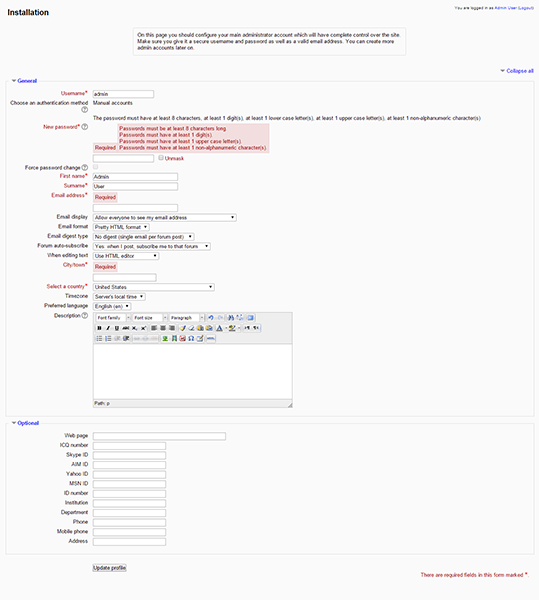 Installation
You are logged in as Admin User (Logout)
On this page you should configure your main administrator account which will have complete control over the site.
Make sure you give it a secure username and password as well as a valid email address. You can create more
admin accounts later on.
Collapse all
General
Username*
admin
Choose an authentication method
Manual accounts
The password must have at least 8 characters, at least 1 digit(s), at least 1 lower case letter(s), at least 1 upper case letter(s), at least 1 non-alphanumeric character(s)
New password*
Passwords must be at least 8 characters long
Passwords must have at least 1 digit(s).
Passwords must have at least 1 upper case letter(s)
Required Passwords must have at least 1 non-alphanumeric character(s).
Unmask
Force password change
First name*
Admin
Surname*
User
Email address*
Required
Email display
Allow everyone to see my email address
Email format
Pretty HTML format
Email digest type
No digest (single email per forum post)
Forum auto-subscribe
Yes: when I post, subscribe me to that forum
When editing text
Use HTML editor
City/town*
Required
Select a country*
United States
Timezone
Server's local time
Preferred language
English (en)
Description
Font family
Font size
Paragraph
Path: p
Optional
Web page
ICQ number
Skype ID
AIM ID
Yahoo ID
MSN ID
ID number
Institution
Department
Phone
Mobile phone
Address
Update profile
There are required fields in this form marked *.